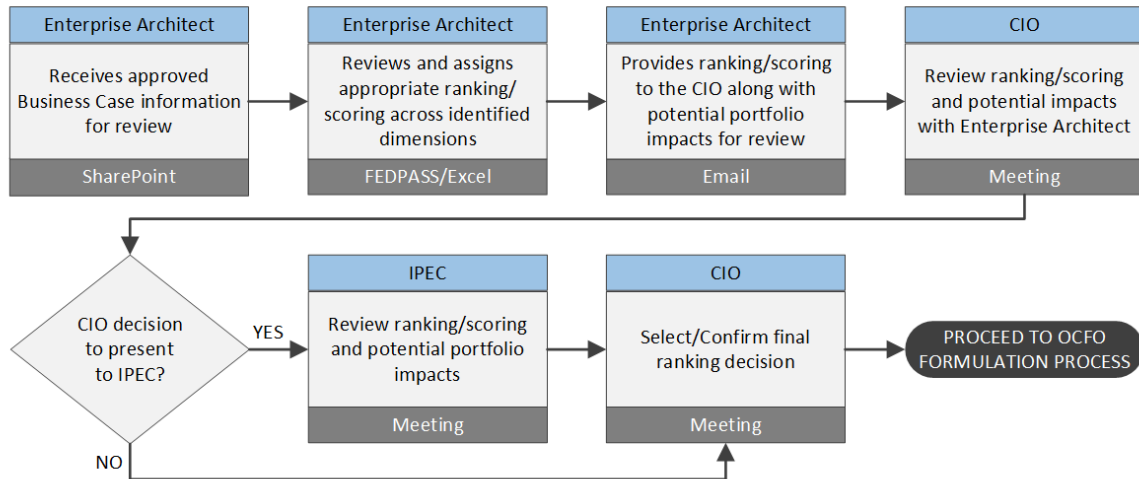 Enterprise Architect
Receives approved
Business Case information
for review
SharePoint
Enterprise Architect
Reviews and assigns
appropriate ranking/
scoring across identified
dimensions
FEDPASS/Excel
Enterprise Architect
Provides ranking/scoring
to the CIO along with
potential portfolio
impacts for review
Email
CIO
Review ranking/scoring
and potential impacts
with Enterprise Architect
Meeting
CIO decision
to present
to IPEC?
YES
NO
IPEC
Review ranking/scoring
and potential portfolio
impacts
Meeting
CIO
Select/Confirm final
ranking decision
Meeting
PROCEED TO OCFO
FORMULATION PROCESS